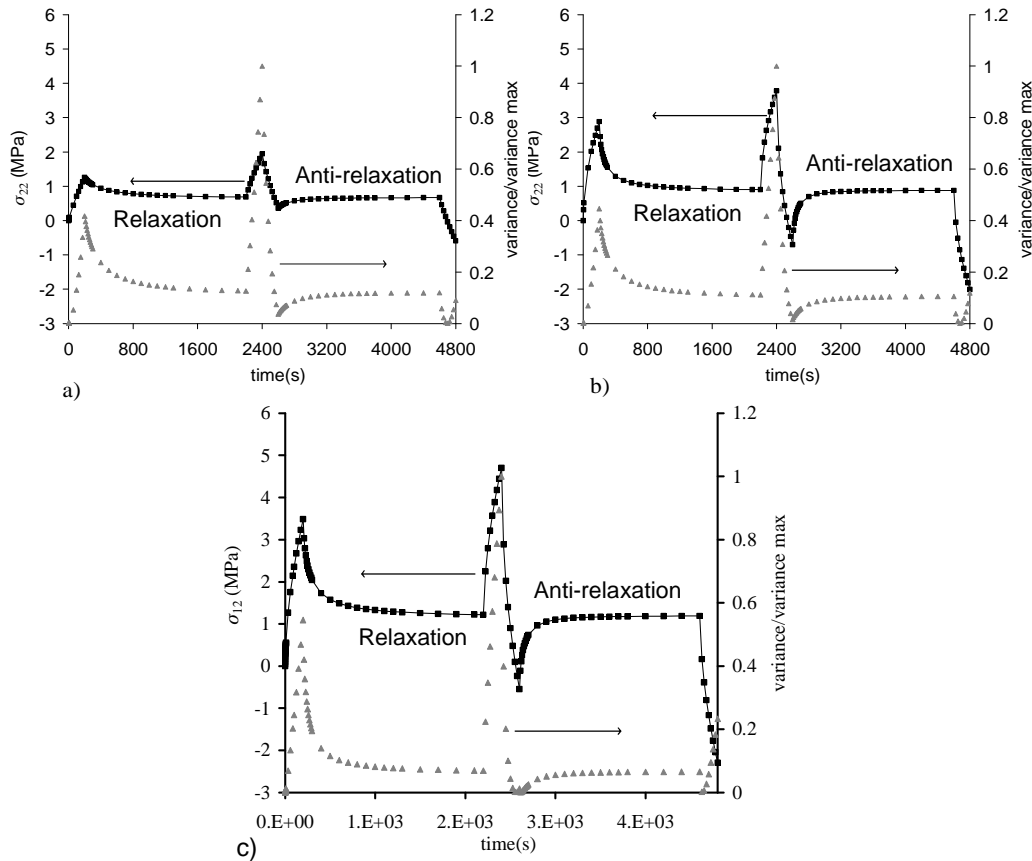 6
5
4
3
2
1
0
-1
-2
-3
σ22 (MPa)
1.2
1
0.8
0.6
0.4
0.2
0
variance/variance max
Relaxation
Anti-relaxation
0 800 1600 2400 3200 4000 4800
time(s)
a)
6
5
4
3
2
1
0
-1
-2
-3
σ22 (MPa)
1.2
1
0.8
0.6
0.4
0.2
0
variance/variance max
Anti-relaxation
Relaxation
0 800 1600 2400 3200 4000 4800
time(s)
b)
6
5
4
3
2
1
0
-1
-2
-3
σ12 (MPa)
1.2
1
0.8
0.6
0.4
0.2
0
variance/variance max
Anti-relaxation
Relaxation
0.E+00 1.E+03 2.E+03 3.E+03 4.E+03
time(s)
c)